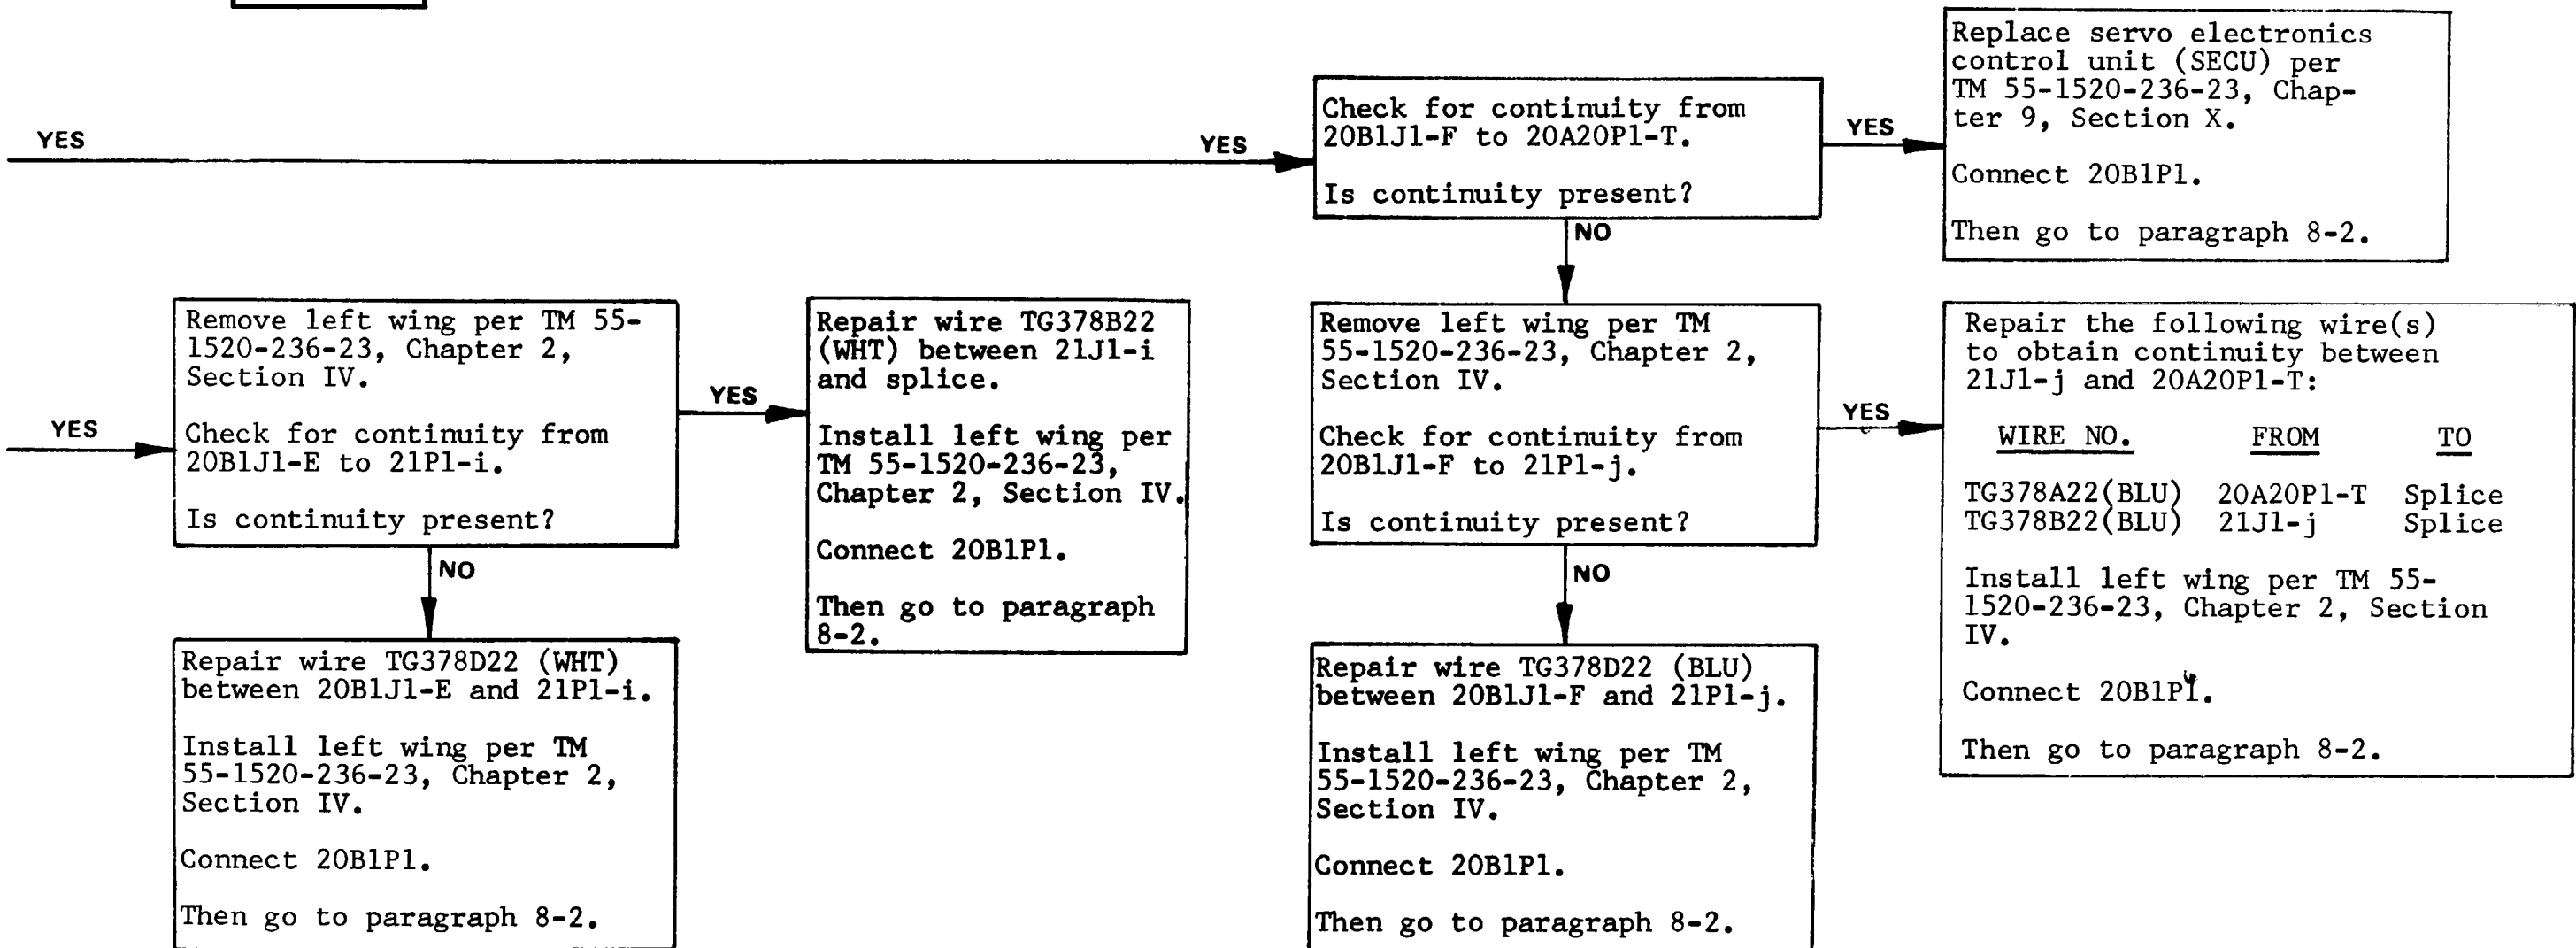 YES
YES
Check for continuity from
20B1J1-F to 20A20P1-T.
Is continuity present?
YES
Replace servo electronics
control unit (SECU) per
TM 55-1520-236-23, Chap-
ter 9, Section X.
Connect 20B1P1.
Then go to paragraph 8-2.
NO
YES
Remove left wing per TM 55-
1520-236-23, Chapter 2,
Section IV.
Check for continuity from
20B1J1-E to 21P1-i.
Is continuity present?
YES
Repair wire TG378B22
(WHT) between 21J1-i
and splice.
Install left wing per
TM 55-1520-236-23,
Chapter 2, Section IV.
Connect 20B1P1.
Then go to paragraph
8-2.
NO
Repair wire TG378D22 (WHT)
between 20B1J1-E and 21P1-i.
Install left wing per TM
55-1520-236-23, Chapter 2,
Section IV.
Connect 20B1P1.
Then go to paragraph 8-2.
Remove left wing per TM
55-1520-236-23, Chapter 2,
Section IV.
Check for continuity from
20B1J1-F to 21P1-j.
Is continuity present?
YES
Repair the following wire(s)
to obtain continuity between
21J1-j and 20A20P1-T:
WIRE NO. FROM TO
TG378A22(BLU) 20A20P1-T Splice
TG378B22(BLU) 21J1-j Splice
Install left wing per TM 55-
1520-236-23, Chapter 2, Section
IV.
Connect 20B1P1.
Then go to paragraph 8-2.
NO
Repair wire TG378D22 (BLU)
between 20B1J1-F and 21P1-j.
Install left wing per TM
55-1520-236-23, Chapter 2,
Section IV.
Connect 20B1P1.
Then go to paragraph 8-2.